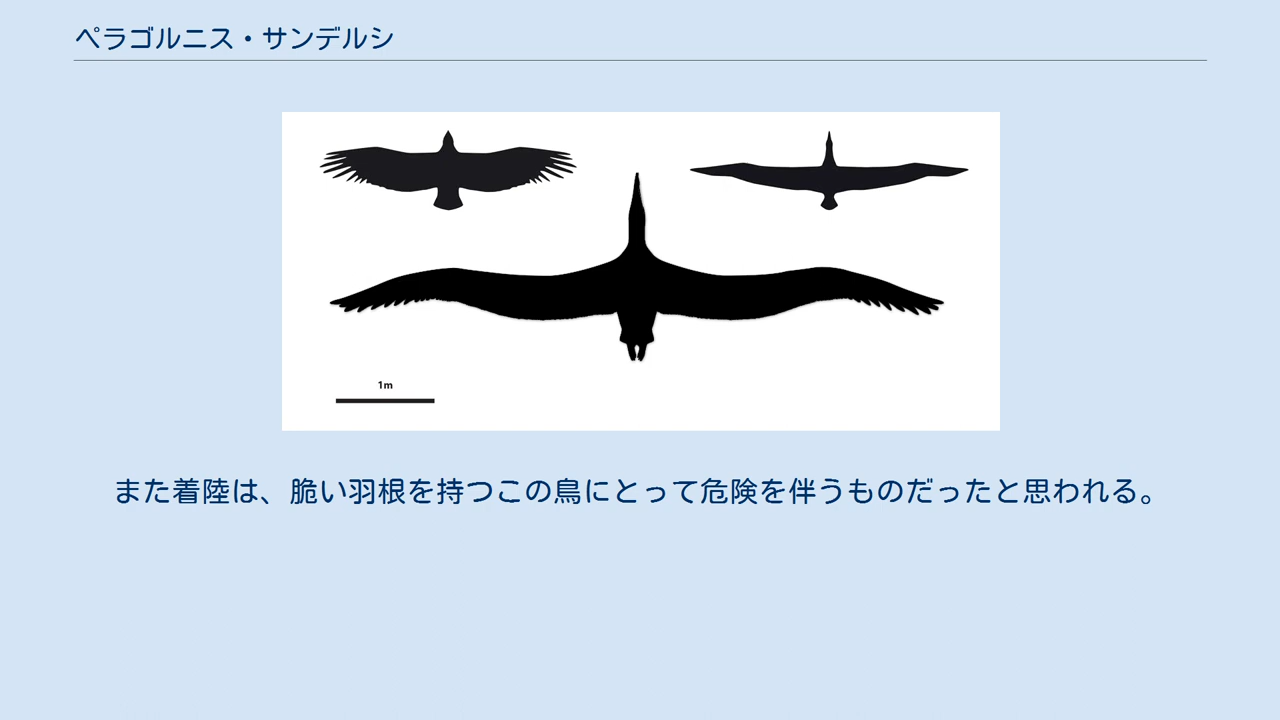 ペラゴルニス・サンデルシ
1m
また着陸は、脆い羽根を持つこの鳥にとって危険を伴うものだったと思われる。